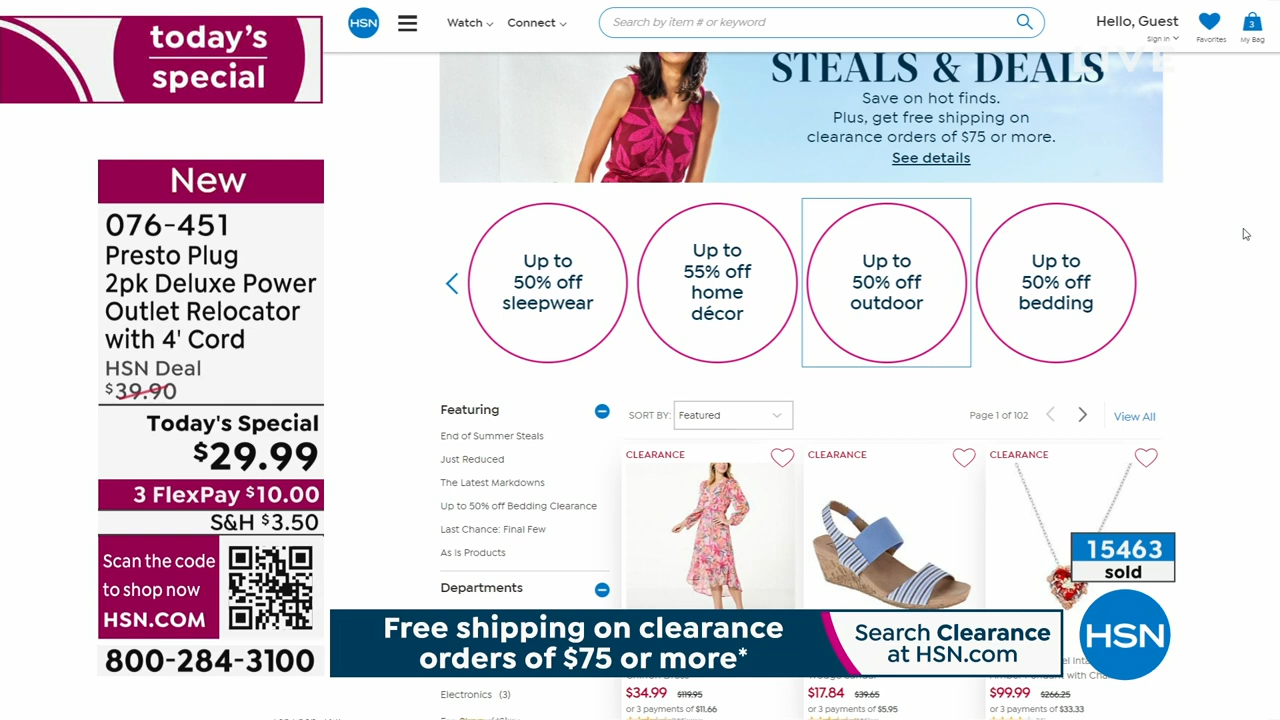 today's
special
New
076-451
Presto Plug
2pk Deluxe Power
Outlet Relocator
with 4' Cord
HSN Deal
$39.90
Today's Special
$29.99
3 FlexPay $10.00
S&H $3.50
Scan the code
to shop now
HSN.COM
800-284-3100
HSN
Watch
Connect
Search by item # or keyword
Hello, Guest
Sign In
Favorites
3
My Bag
LIVE
STEALS & DEALS
Save on hot finds.
Plus, get free shipping on
clearance orders of $75 or more.
See details
Up to
50% off
sleepwear
Up to
55% off
home
décor
Up to
50% off
outdoor
Up to
50% off
bedding
Featuring
End of Summer Steals
Just Reduced
The Latest Markdowns
Up to 50% off Bedding Clearance
Last Chance: Final Few
As is Products
Departments
Electronics (3)
SORT BY: Featured
Page 1 of 102
View All
CLEARANCE
CLEARANCE
CLEARANCE
15463
sold
Free shipping on clearance
orders of $75 or more*
Search Clearance
at HSN.com
HSN
with
$34.99 $119.95
or 3 payments of $11.66
$17.84 $39.65
or 3 payments of $5.95
$99.99 $266.25
or 3 payments of $33.33